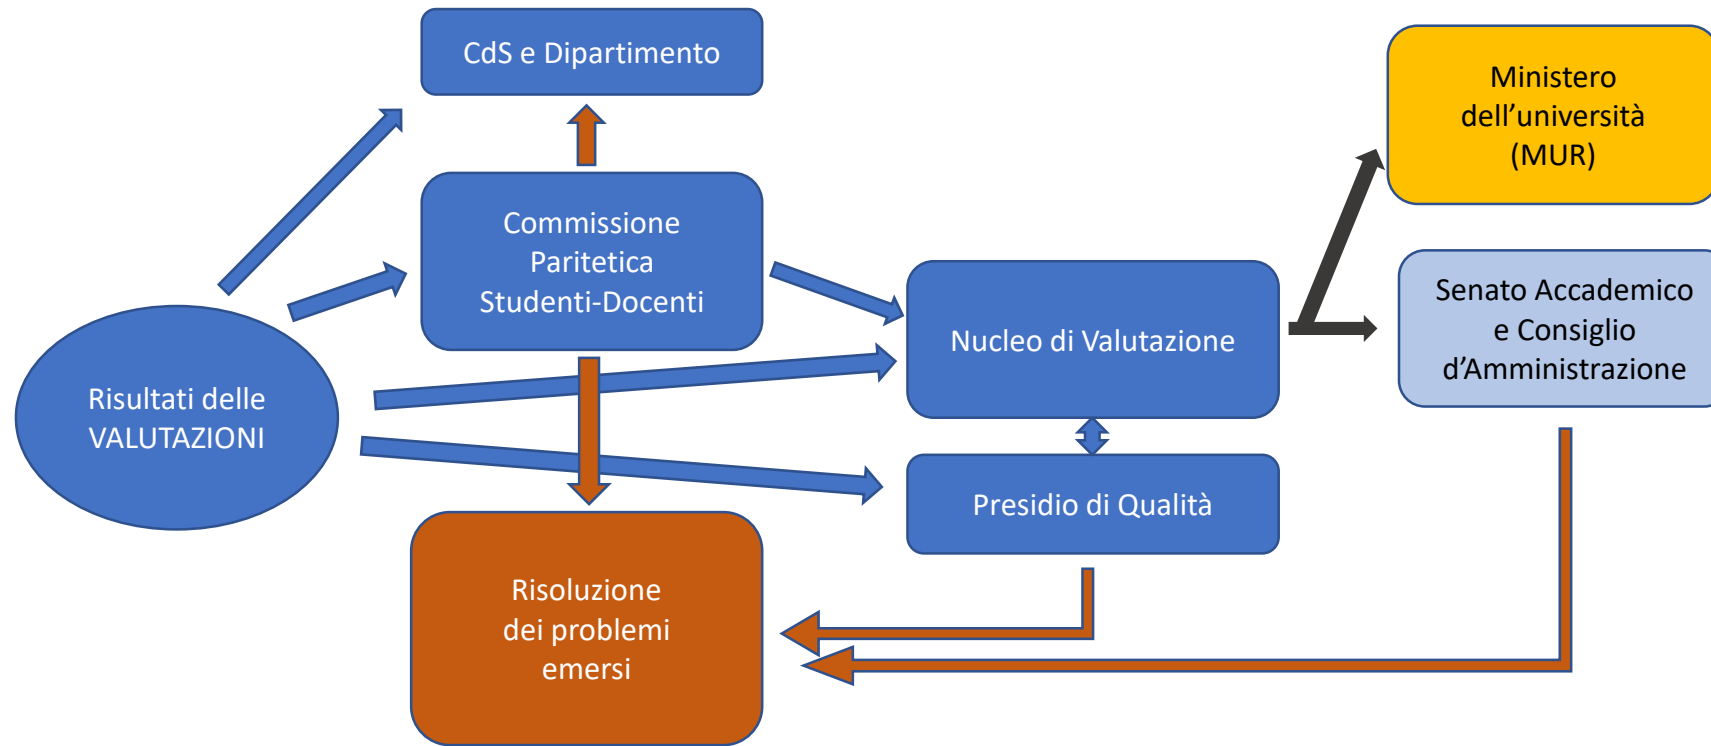 CdS e Dipartimento
Ministero
dell’università
(MUR)
Commissione
Paritetica
Studenti-Docenti
Senato Accademico
e Consiglio
d’Amministrazione
Nucleo di Valutazione
Risultati delle
VALUTAZIONI
Presidio di Qualità
Risoluzione
dei problemi
emersi